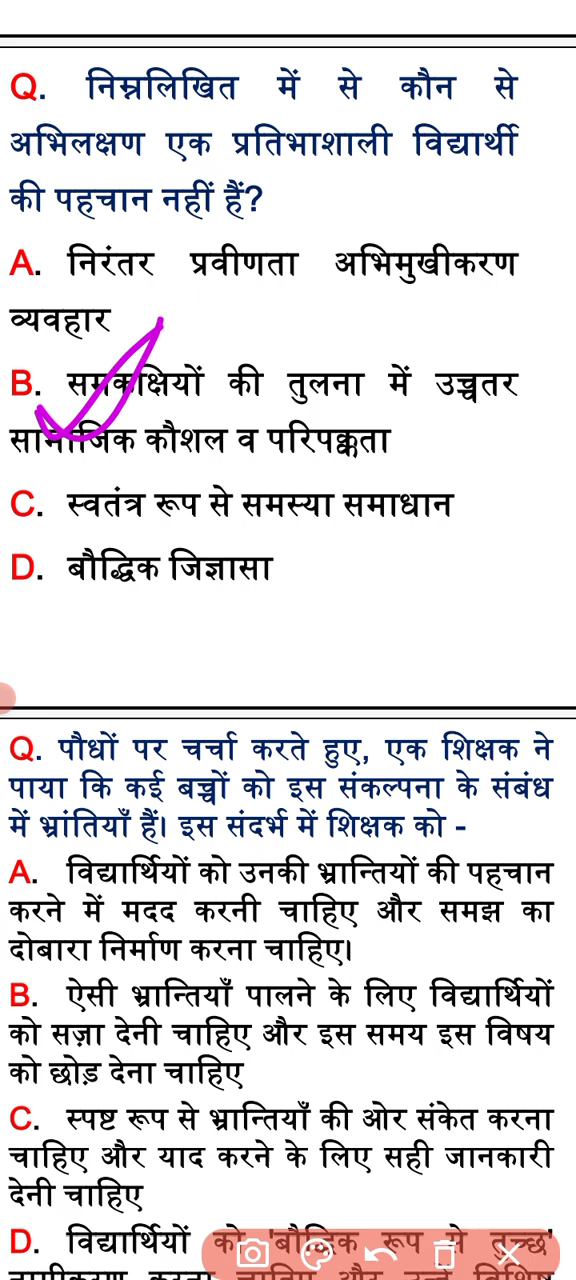 Q. निम्नलिखित में से कौन से
अभिलक्षण एक प्रतिभाशाली विद्यार्थी
की पहचान नहीं हैं?
A. निरंतर प्रवीणता अभिमुखीकरण
व्यवहार
B. समकक्षियों की तुलना में उच्चतर
सामाजिक कौशल व परिपक्वता
C. स्वतंत्र रूप से समस्या समाधान
D. बौद्धिक जिज्ञासा
Q. पौधों पर चर्चा करते हुए, एक शिक्षक ने
पाया कि कई बच्चों को इस संकल्पना के संबंध
में भ्रांतियाँ हैं। इस संदर्भ में शिक्षक को -
A. विद्यार्थियों को उनकी भ्रान्तियों की पहचान
करने में मदद करनी चाहिए और समझ का
दोबारा निर्माण करना चाहिए।
B. ऐसी भ्रान्तियाँ पालने के लिए विद्यार्थियों
को सज़ा देनी चाहिए और इस समय इस विषय
को छोड़ देना चाहिए
C. स्पष्ट रूप से भ्रान्तियाँ की ओर संकेत करना
चाहिए और याद करने के लिए सही जानकारी
देनी चाहिए
D. विद्यार्थियों को 'बौद्धिक रूप से तुच्छ'